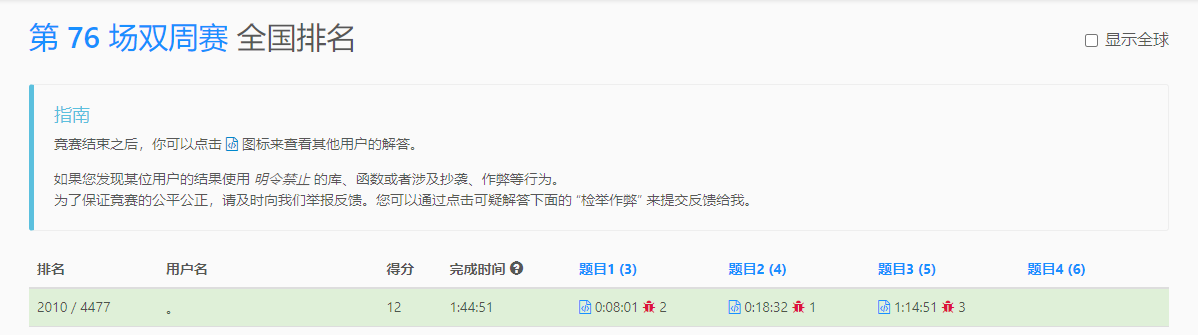 第 76 场双周赛 全国排名
显示全球
指南
竞赛结束之后，你可以点击 图标来查看其他用户的解答。
如果您发现某位用户的结果使用 明令禁止 的库、函数或者涉及抄袭、作弊等行为。
为了保证竞赛的公平公正，请及时向我们举报反馈。您可以通过点击可疑解答下面的 “检举作弊” 来提交反馈给我。
排名 用户名 得分 完成时间 题目1 (3) 题目2 (4) 题目3 (5) 题目4 (6)
2010 / 4477 。 12 1:44:51 0:08:01 2 0:18:32 1 1:14:51 3